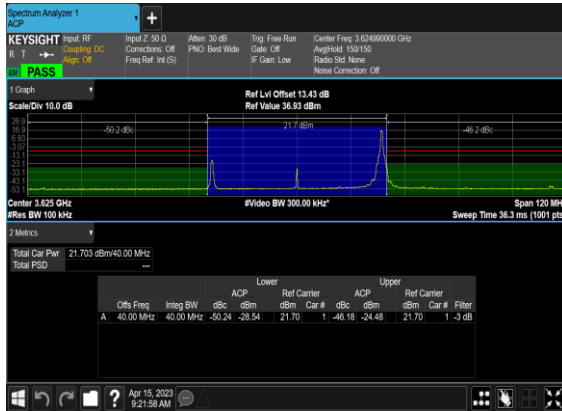 Spectrum Analyzer 1
ACP
+
KEYSIGHT
R T
PASS
Input: RF
Coupling: DC
Align: Off
Input Z: 50 Ω
Corrections: Off
Freq Ref: Int (S)
Atten: 30 dB
PNO: Best Wide
Trig: Free Run
Gate: Off
IF Gain: Low
Center Freq: 3.624990000 GHz
Avg|Hold: 150/150
Radio Std: None
Noise Correction: Off
1 Graph
Scale/Div 10.0 dB
Ref Lvl Offset 13.43 dB
Ref Value 36.93 dBm
26.9
16.9
6.93
-3.07
-13.1
-23.1
-33.1
-43.1
-53.1
-50.2 dBc
21.7 dBm
-46.2 dBc
Center 3.625 GHz
#Video BW 300.00 kHz*
Span 120 MH
#Res BW 100 kHz
Sweep Time 36.3 ms (1001 pts
2 Metrics
Total Car Pwr 21.703 dBm/40.00 MHz
Total PSD —
Lower Upper
ACP Ref Carrier ACP Ref Carrier
Offs Freq Integ BW dBc dBm dBm Car # dBc dBm dBm Car # Filter
A 40.00 MHz 40.00 MHz -50.24 -28.54 21.70 1 -46.18 -24.48 21.70 1 -3 dB
?
Apr 15, 2023
9:21:58 AM